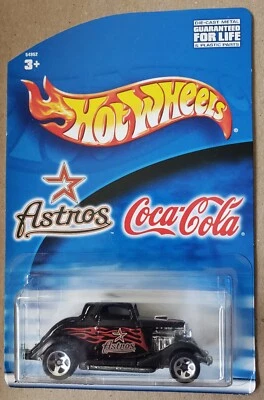 DIE-CAST METAL
GUARANTEED
FOR LIFE
& PLASTIC PARTS
3+
HOT WHEELS
Astros
Coca-Cola
Astros